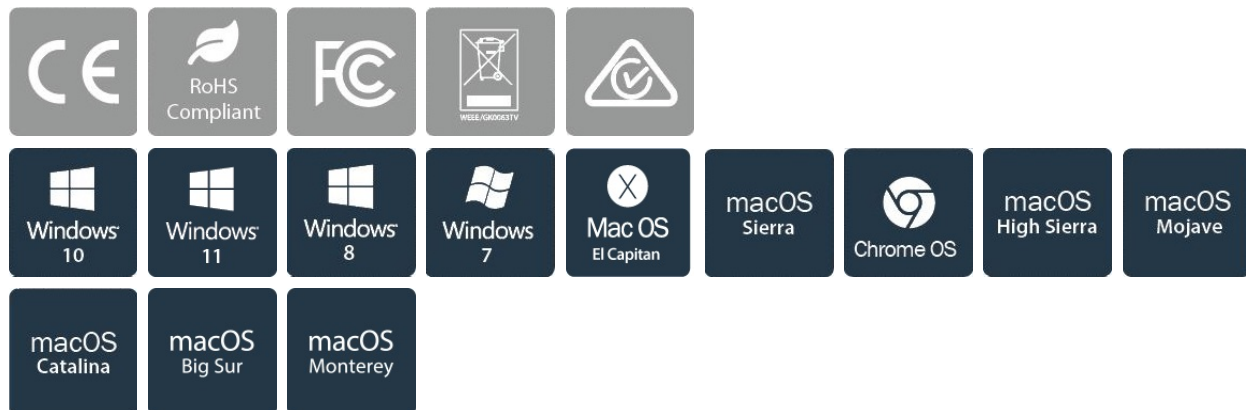 CE
RoHS
Compliant
FC
WEEE/GK0083TV
Windows
10
Windows
11
Windows
8
Windows
7
X
Mac OS
El Capitan
macOS
Sierra
Chrome OS
macOS
High Sierra
macOS
Mojave
macOS
Catalina
macOS
Big Sur
macOS
Monterey